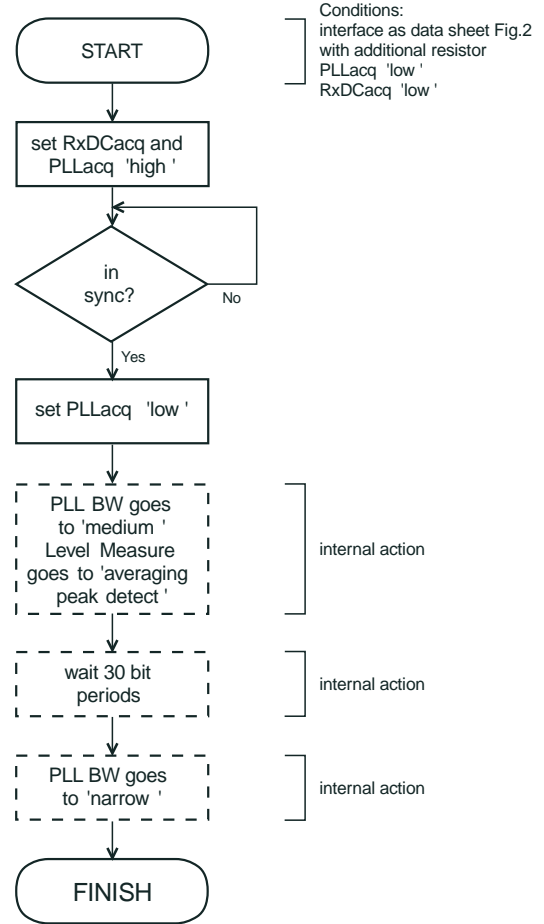 START
Conditions:
interface as data sheet Fig.2
with additional resistor
PLLacq 'low '
RxDCacq 'low '
set RxDCacq and
PLLacq 'high '
in
sync?
No
Yes
set PLLacq 'low '
PLL BW goes
to 'medium '
Level Measure
goes to 'averaging
peak detect '
internal action
wait 30 bit
periods
internal action
PLL BW goes
to 'narrow '
internal action
FINISH